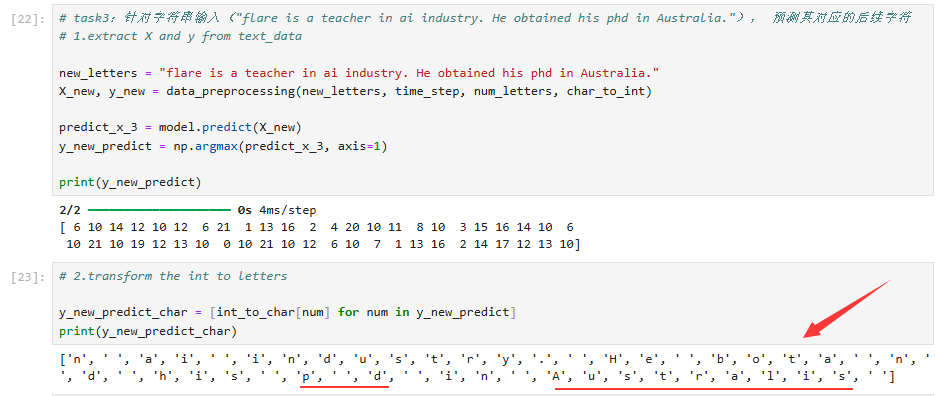 [22]:
# task3：针对字符串输入（"flare is a teacher in ai industry. He obtained his phd in Australia."）， 预测其对应的后续字符
# 1.extract X and y from text_data
new_letters = "flare is a teacher in ai industry. He obtained his phd in Australia."
X_new, y_new = data_preprocessing(new_letters, time_step, num_letters, char_to_int)
predict_x_3 = model.predict(X_new)
y_new_predict = np.argmax(predict_x_3, axis=1)
print(y_new_predict)
2/2 ━━━━━━━━━━━━━━━━━━━━ 0s 4ms/step
[ 6 10 14 12 10 12  6 21  1 13 16  2  4 20 10 11  8 10  3 15 16 14 10  6
 10 21 10 19 12 13 10  0 10 21 10 12  6 10  7  1 13 16  2 14 17 12 13 10]
[23]:
# 2.transform the int to letters
y_new_predict_char = [int_to_char[num] for num in y_new_predict]
print(y_new_predict_char)
['n', ' ', 'a', 'i', ' ', 'i', 'n', 'd', 'u', 's', 't', 'r', 'y', '.', ' ', 'H', 'e', ' ', 'b', 'o', 't', 'a', ' ', 'n', '
', 'd', ' ', 'h', 'i', 's', ' ', 'p', ' ', 'd', ' ', 'i', 'n', ' ', 'A', 'u', 's', 't', 'r', 'a', 'l', 'i', 's', ' ']